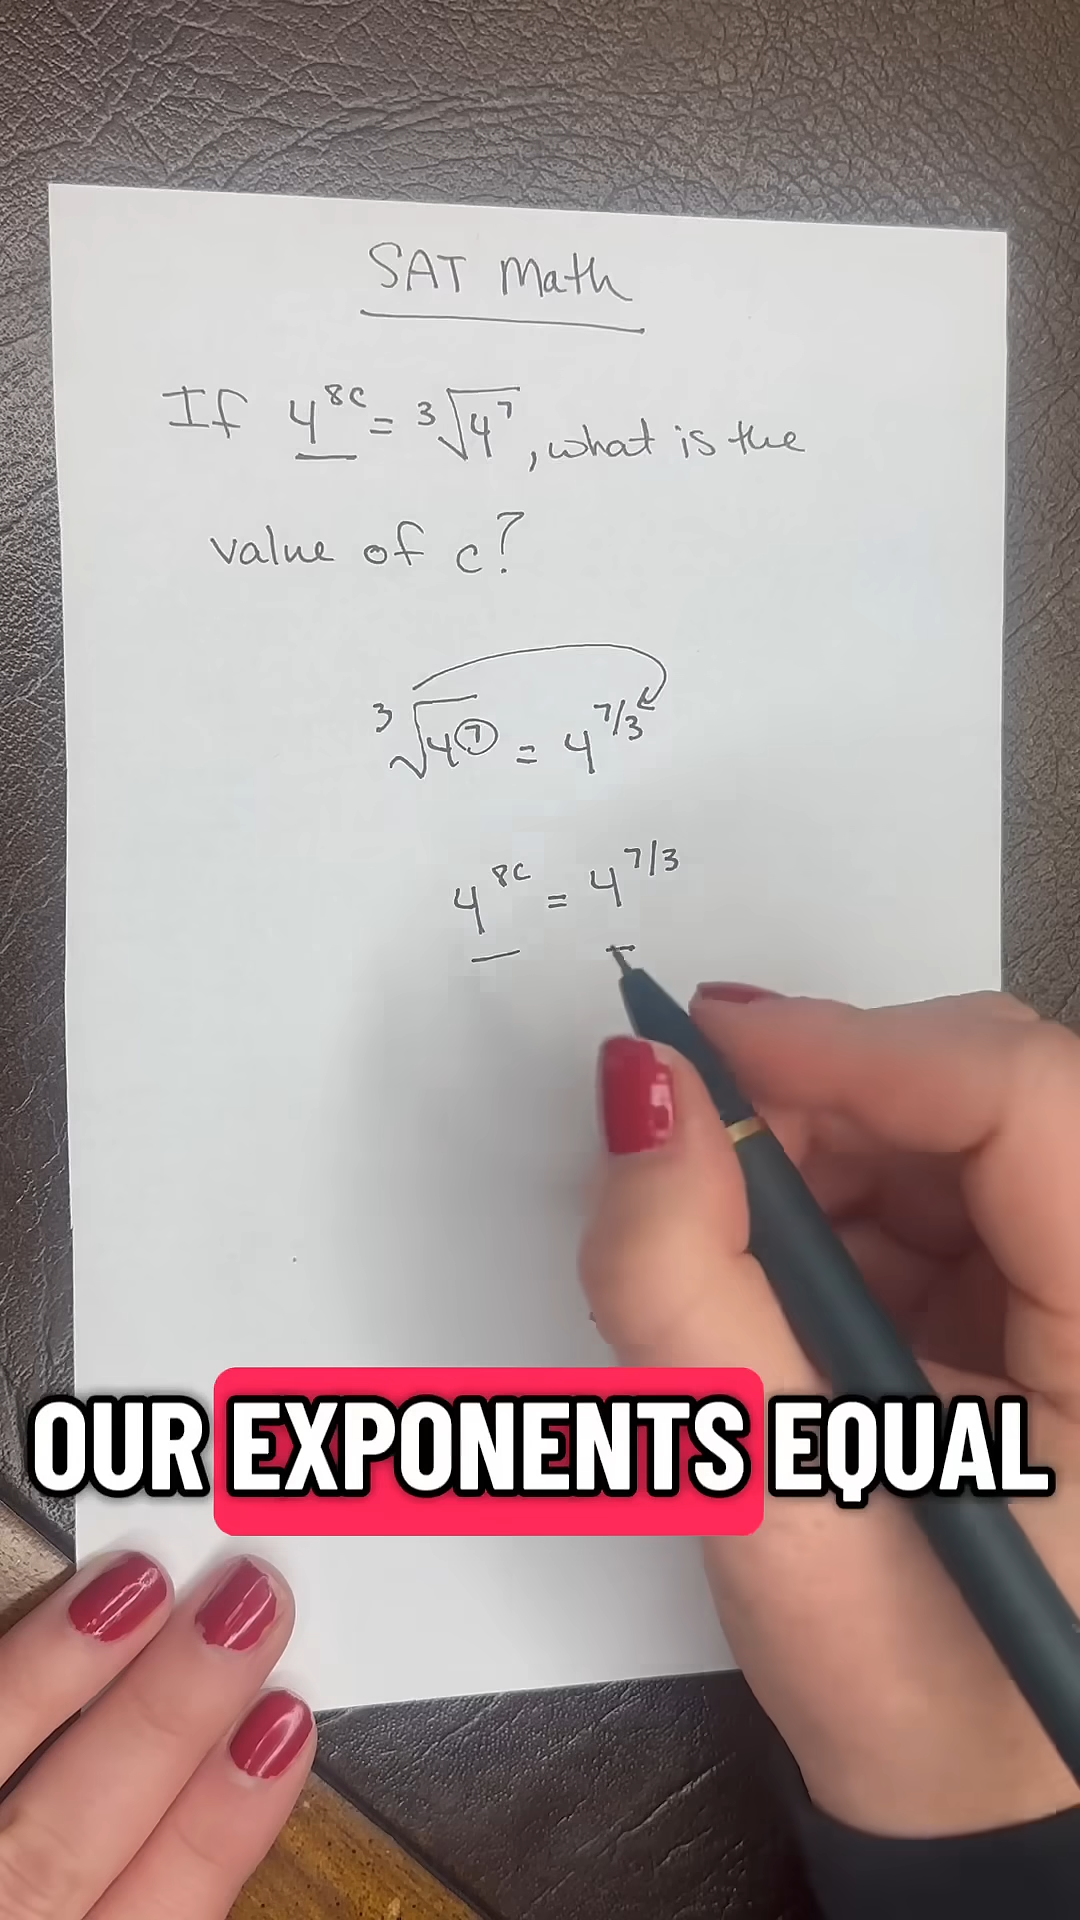 SAT Math
If 4^8c = ³√4^7, what is the
value of c?
³√4^7 = 4^7/3
4^8c = 4^7/3
OUR EXPONENTS EQUAL